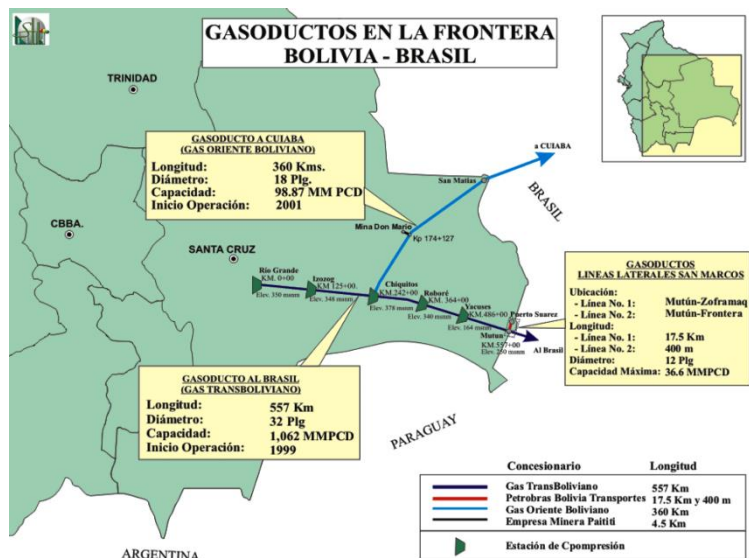 GASODUCTOS EN LA FRONTERA
BOLIVIA - BRASIL
TRINIDAD
GASODUCTO A CUIABA
(GAS ORIENTE BOLIVIANO)
Longitud: 360 Kms.
Diámetro: 18 Plg.
Capacidad: 98.87 MM PCD
Inicio Operación: 2001
a CUIABA
San Matías
BRASIL
CBBA.
Mina Don Mario
Kp 174+127
SANTA CRUZ
Río Grande
KM. 0+00
Elev. 350 msnm
Izozog
KM 125+00.
Elev. 348 msnm
Chiquitos
KM.242+00
Elev. 378 msnm
Roboré
KM. 364+00
Elev. 340 msnm
Yacuses
KM.486+00
Elev. 164 msnm
Puerto Suarez
Mutun
KM.557+00
Elev. 250 msnm
Al Brasil
GASODUCTOS
LINEAS LATERALES SAN MARCOS
Ubicación:
- Línea No. 1: Mutún-Zoframaq
- Línea No. 2: Mutún-Frontera
Longitud:
- Línea No. 1: 17.5 Km
- Línea No. 2: 400 m
Diámetro: 12 Plg
Capacidad Máxima: 36.6 MMPCD
GASODUCTO AL BRASIL
(GAS TRANSBOLIVIANO)
Longitud: 557 Km
Diámetro: 32 Plg
Capacidad: 1,062 MMPCD
Inicio Operación: 1999
PARAGUAY
ARGENTINA
Concesionario Longitud
Gas TransBoliviano 557 Km
Petrobras Bolivia Transportes 17.5 Km y 400 m
Gas Oriente Boliviano 360 Km
Empresa Minera Paititi 4.5 Km
Estación de Cpompresión